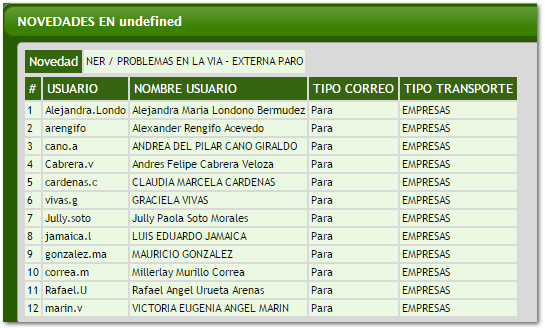 NOVEDADES EN undefined
Novedad NER / PROBLEMAS EN LA VIA - EXTERNA PARO
# USUARIO NOMBRE USUARIO TIPO CORREO TIPO TRANSPORTE
1 Alejandra.Londo Alejandra Maria Londono Bermudez Para EMPRESAS
2 arengifo Alexander Rengifo Acevedo Para EMPRESAS
3 cano.a ANDREA DEL PILAR CANO GIRALDO Para EMPRESAS
4 Cabrera.v Andres Felipe Cabrera Veloza Para EMPRESAS
5 cardenas.c CLAUDIA MARCELA CARDENAS Para EMPRESAS
6 vivas.g GRACIELA VIVAS Para EMPRESAS
7 Jully.soto Jully Paola Soto Morales Para EMPRESAS
8 jamaica.l LUIS EDUARDO JAMAICA Para EMPRESAS
9 gonzalez.ma MAURICIO GONZALEZ Para EMPRESAS
10 correa.m Millerlay Murillo Correa Para EMPRESAS
11 Rafael.U Rafael Angel Urueta Arenas Para EMPRESAS
12 marin.v VICTORIA EUGENIA ANGEL MARIN Para EMPRESAS